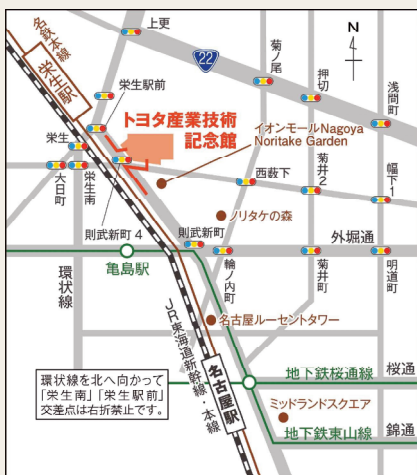 上更
名鉄本線
栄生駅
22
菊ノ尾
N
押切
浅間町
栄生駅前
トヨタ産業技術
記念館
イオンモールNagoya
Noritake Garden
栄生
大日町
栄生南
西薮下
菊井2
幅下1
ノリタケの森
則武新町4
則武新町
外堀通
亀島駅
環状線
輪ノ内町
菊井町
明道町
JR東海道新幹線・本線
名古屋ルーセントタワー
名古屋駅
環状線を北へ向かって
「栄生南」「栄生駅前」
交差点は右折禁止です。
地下鉄桜通線
桜通
ミッドランドスクエア
地下鉄東山線
錦通